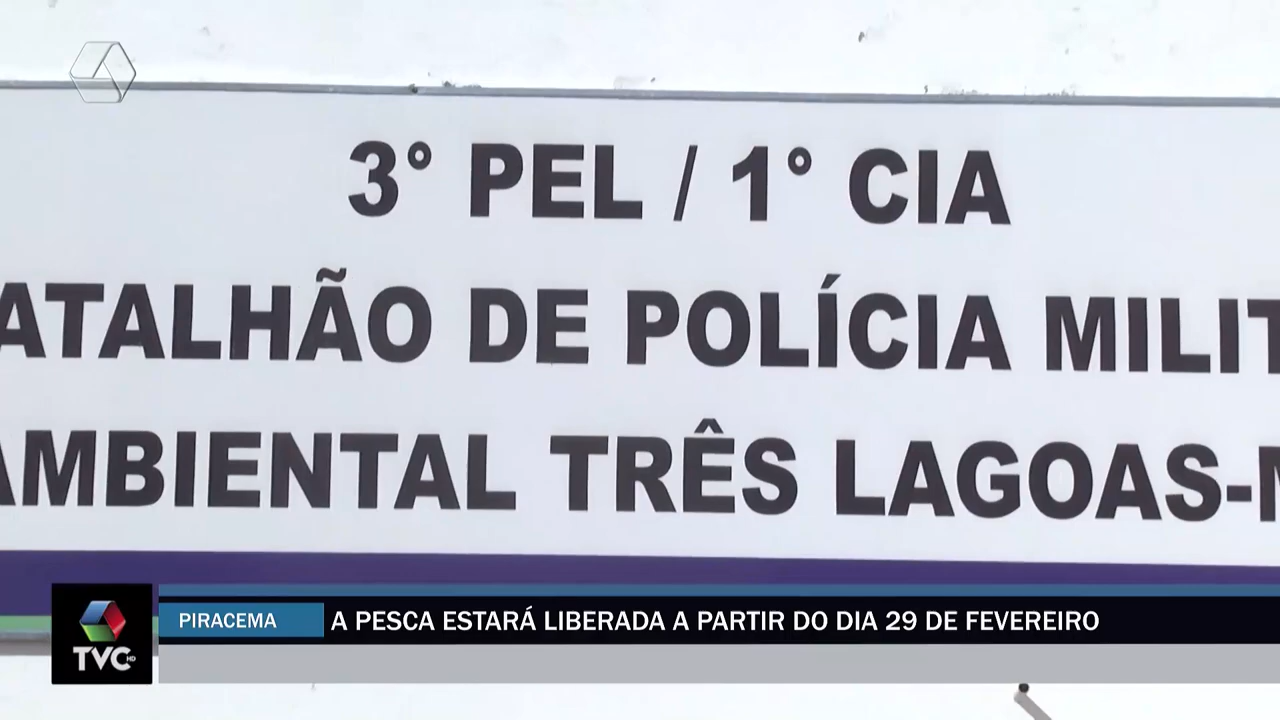 3° PEL / 1° CIA
ATALHÃO DE POLÍCIA MILIT
AMBIENTAL TRÊS LAGOAS-
PIRACEMA
A PESCA ESTARÁ LIBERADA A PARTIR DO DIA 29 DE FEVEREIRO
TVC HD